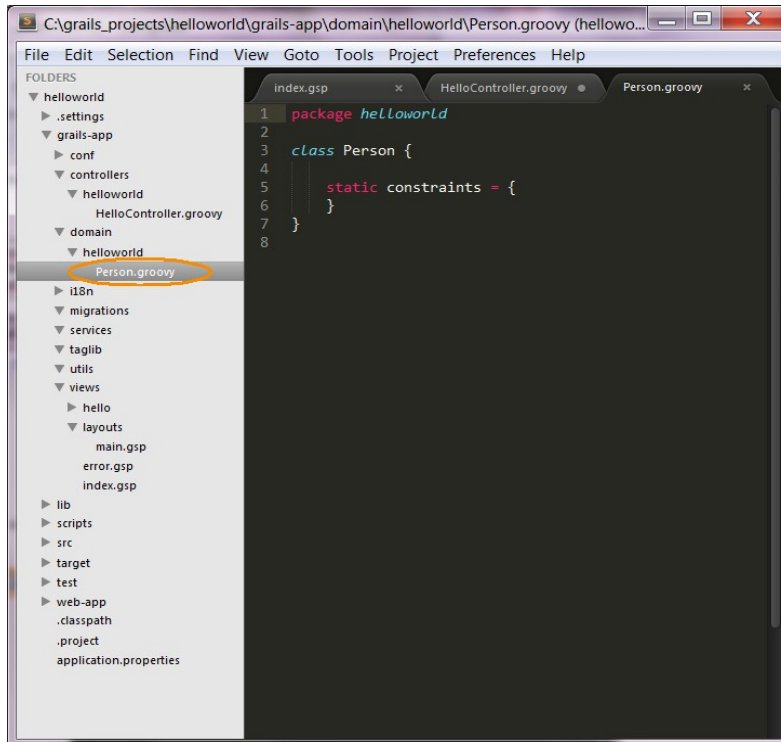 C:\grails_projects\helloworld\grails-app\domain\helloworld\Person.groovy (hellowo...
File Edit Selection Find View Goto Tools Project Preferences Help
FOLDERS
helloworld
.settings
grails-app
conf
controllers
helloworld
HelloController.groovy
domain
helloworld
Person.groovy
i18n
migrations
services
taglib
utils
views
hello
layouts
main.gsp
error.gsp
index.gsp
lib
scripts
src
target
test
web-app
.classpath
.project
application.properties
index.gsp × HelloController.groovy Person.groovy ×
1 package helloworld
2
3 class Person {
4
5 static constraints = {
6 }
7 }
8